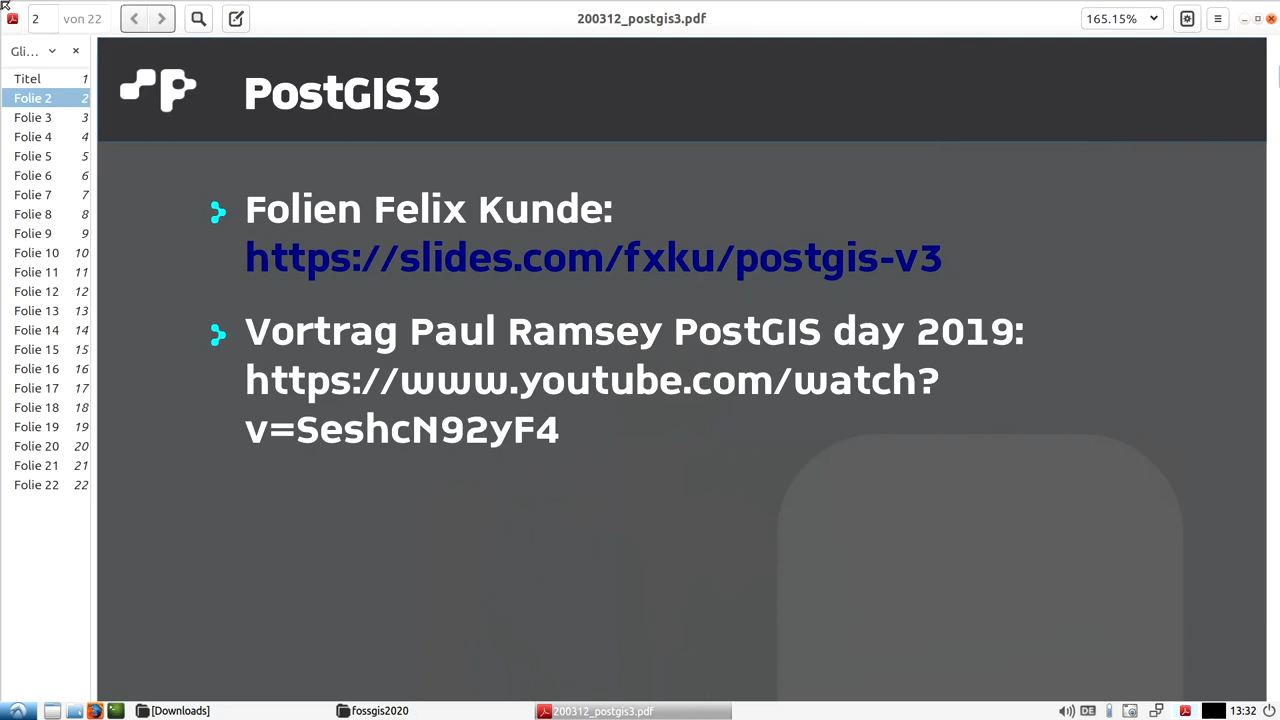 2 von 22
200312_postgis3.pdf
165.15%
Gli...
Titel 1
Folie 2 2
Folie 3 3
Folie 4 4
Folie 5 5
Folie 6 6
Folie 7 7
Folie 8 8
Folie 9 9
Folie 10 10
Folie 11 11
Folie 12 12
Folie 13 13
Folie 14 14
Folie 15 15
Folie 16 16
Folie 17 17
Folie 18 18
Folie 19 19
Folie 20 20
Folie 21 21
Folie 22 22
PostGIS3
Folien Felix Kunde:
https://slides.com/fxku/postgis-v3
Vortrag Paul Ramsey PostGIS day 2019:
https://www.youtube.com/watch?
v=SeshcN92yF4
[Downloads]
fossgis2020
200312_postgis3.pdf
DE
13:32